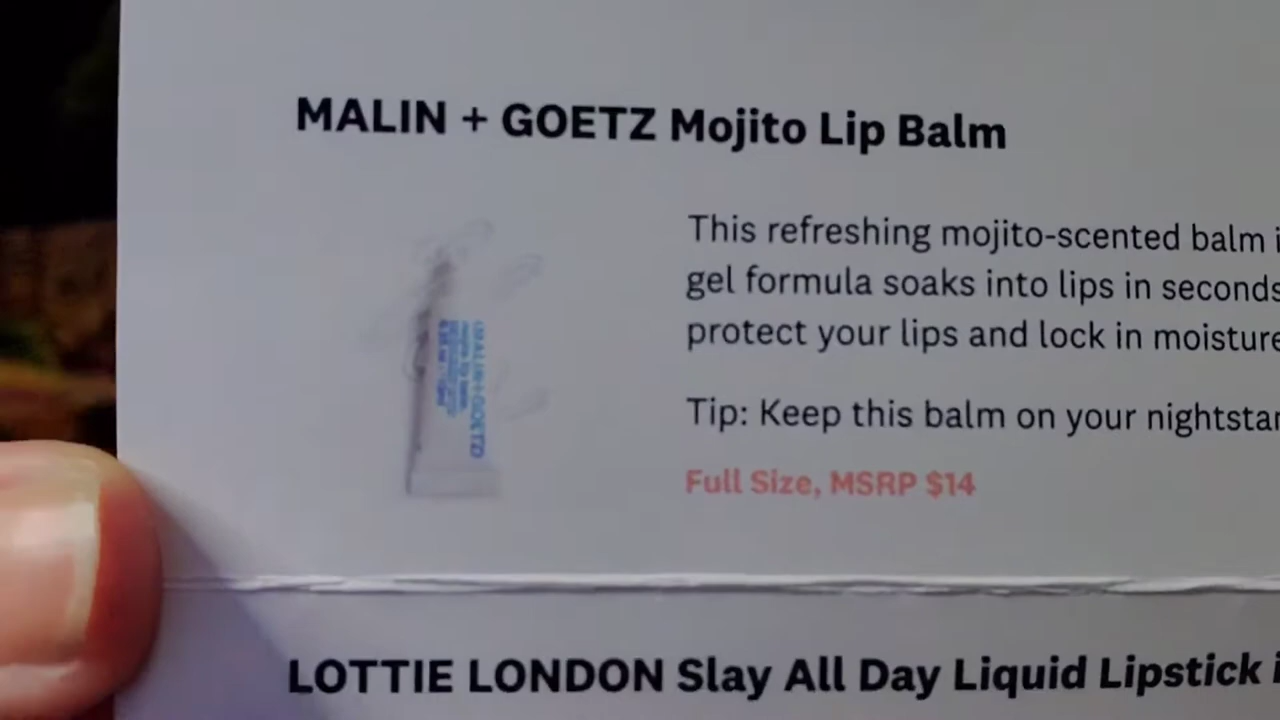 MALIN + GOETZ Mojito Lip Balm
This refreshing mojito-scented balm
gel formula soaks into lips in seconds
protect your lips and lock in moisture
Tip: Keep this balm on your nightstan
Full Size, MSRP $14
(MALIN+GOETZ)
LOTTIE LONDON Slay All Day Liquid Lipstick